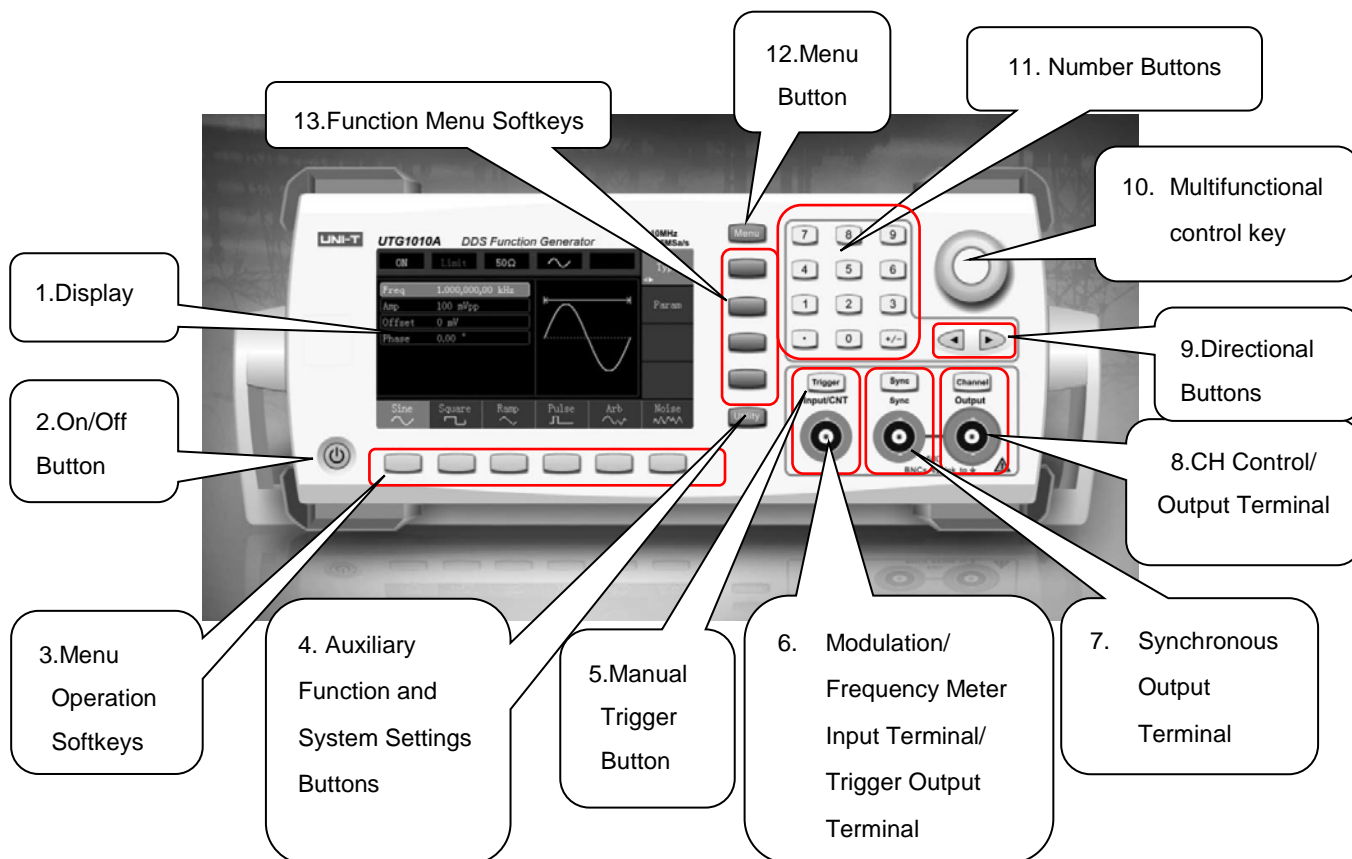 12.Menu
Button
11. Number Buttons
13.Function Menu Softkeys
10. Multifunctional
control key
UNI-T
UTG1010A DDS Function Generator
10MHz
MSa/s
Menu
7 8 9
4 5 6
1 2 3
· 0 +/-
ON Limit 50Ω
Freq 1.000,000,00 kHz
Amp 100 mVpp
Offset 0 mV
Phase 0.00 °
Param
Sine Square Ramp Pulse Arb Noise
1.Display
2.On/Off
Button
9.Directional
Buttons
Trigger Sync Channel
Input/CNT Sync Output
Utility
8.CH Control/
Output Terminal
3.Menu
Operation
Softkeys
4. Auxiliary
Function and
System Settings
Buttons
5.Manual
Trigger
Button
6. Modulation/
Frequency Meter
Input Terminal/
Trigger Output
Terminal
7. Synchronous
Output
Terminal